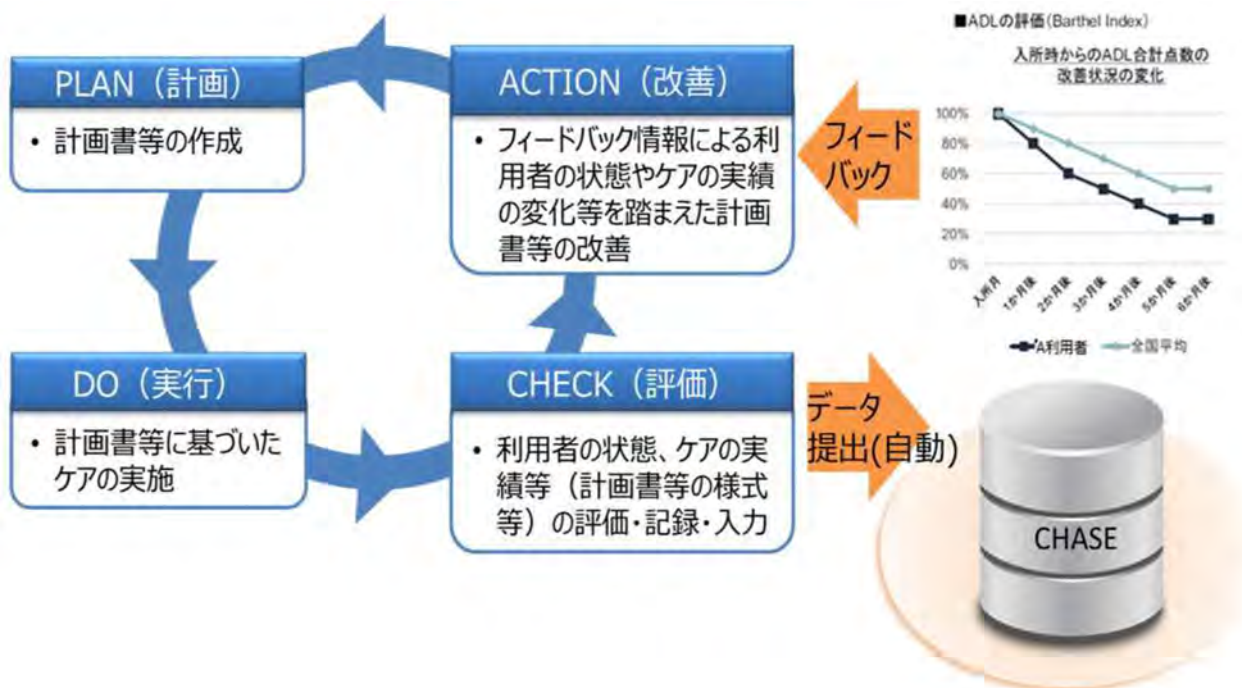 PLAN（計画）
・ 計画書等の作成
ACTION（改善）
・ フィードバック情報による利
用者の状態やケアの実績
の変化等を踏まえた計画
書等の改善
フィード
バック
■ADLの評価(Barthel Index)
入所時からのADL合計点数の
改善状況の変化
100%
80%
60%
40%
20%
0%
入所月
1か月後
2か月後
3か月後
4か月後
5か月後
6か月後
A利用者
全国平均
DO（実行）
・ 計画書等に基づいた
ケアの実施
CHECK（評価）
・ 利用者の状態、ケアの実
績等（計画書等の様式
等）の評価・記録・入力
データ
提出(自動)
CHASE